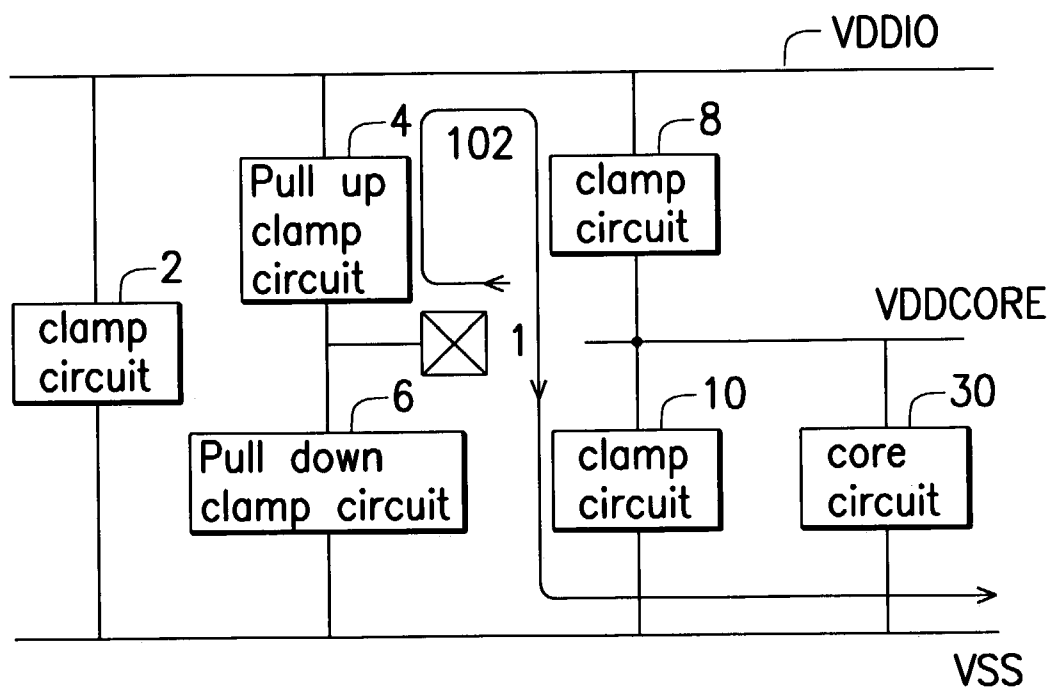 VDDIO
4
102
8
Pull up
clamp
circuit
clamp
circuit
2
VDDCORE
clamp
circuit
1
6
10
30
Pull down
clamp circuit
clamp
circuit
core
circuit
VSS